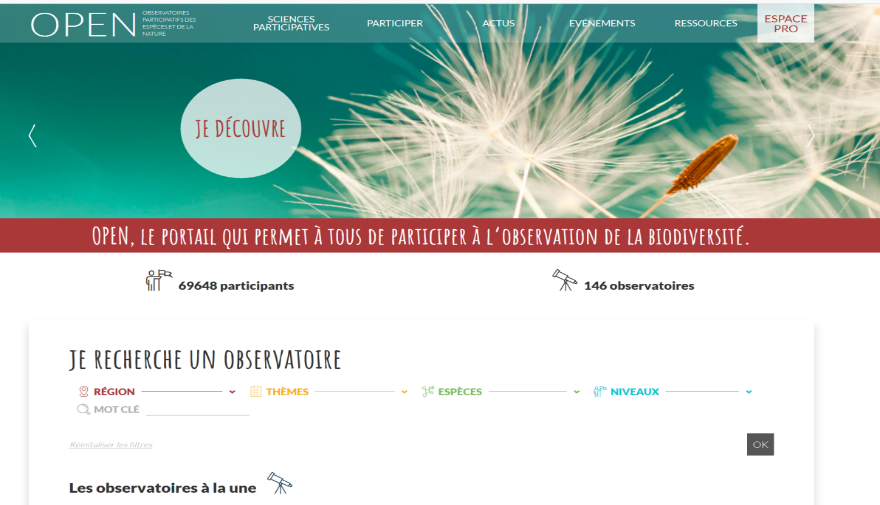 OPEN
OBSERVATOIRES
PARTICIPATIFS DES
ESPÈCES ET DE LA
NATURE
SCIENCES
PARTICIPATIVES
PARTICIPER
ACTUS
EVÉNEMENTS
RESSOURCES
ESPACE
PRO
JE DÉCOUVRE
OPEN, LE PORTAIL QUI PERMET À TOUS DE PARTICIPER À L'OBSERVATION DE LA BIODIVERSITÉ.
69648 participants
146 observatoires
JE RECHERCHE UN OBSERVATOIRE
RÉGION
THÈMES
ESPÈCES
NIVEAUX
MOT CLÉ
Réinitialiser les filtres
OK
Les observatoires à la une